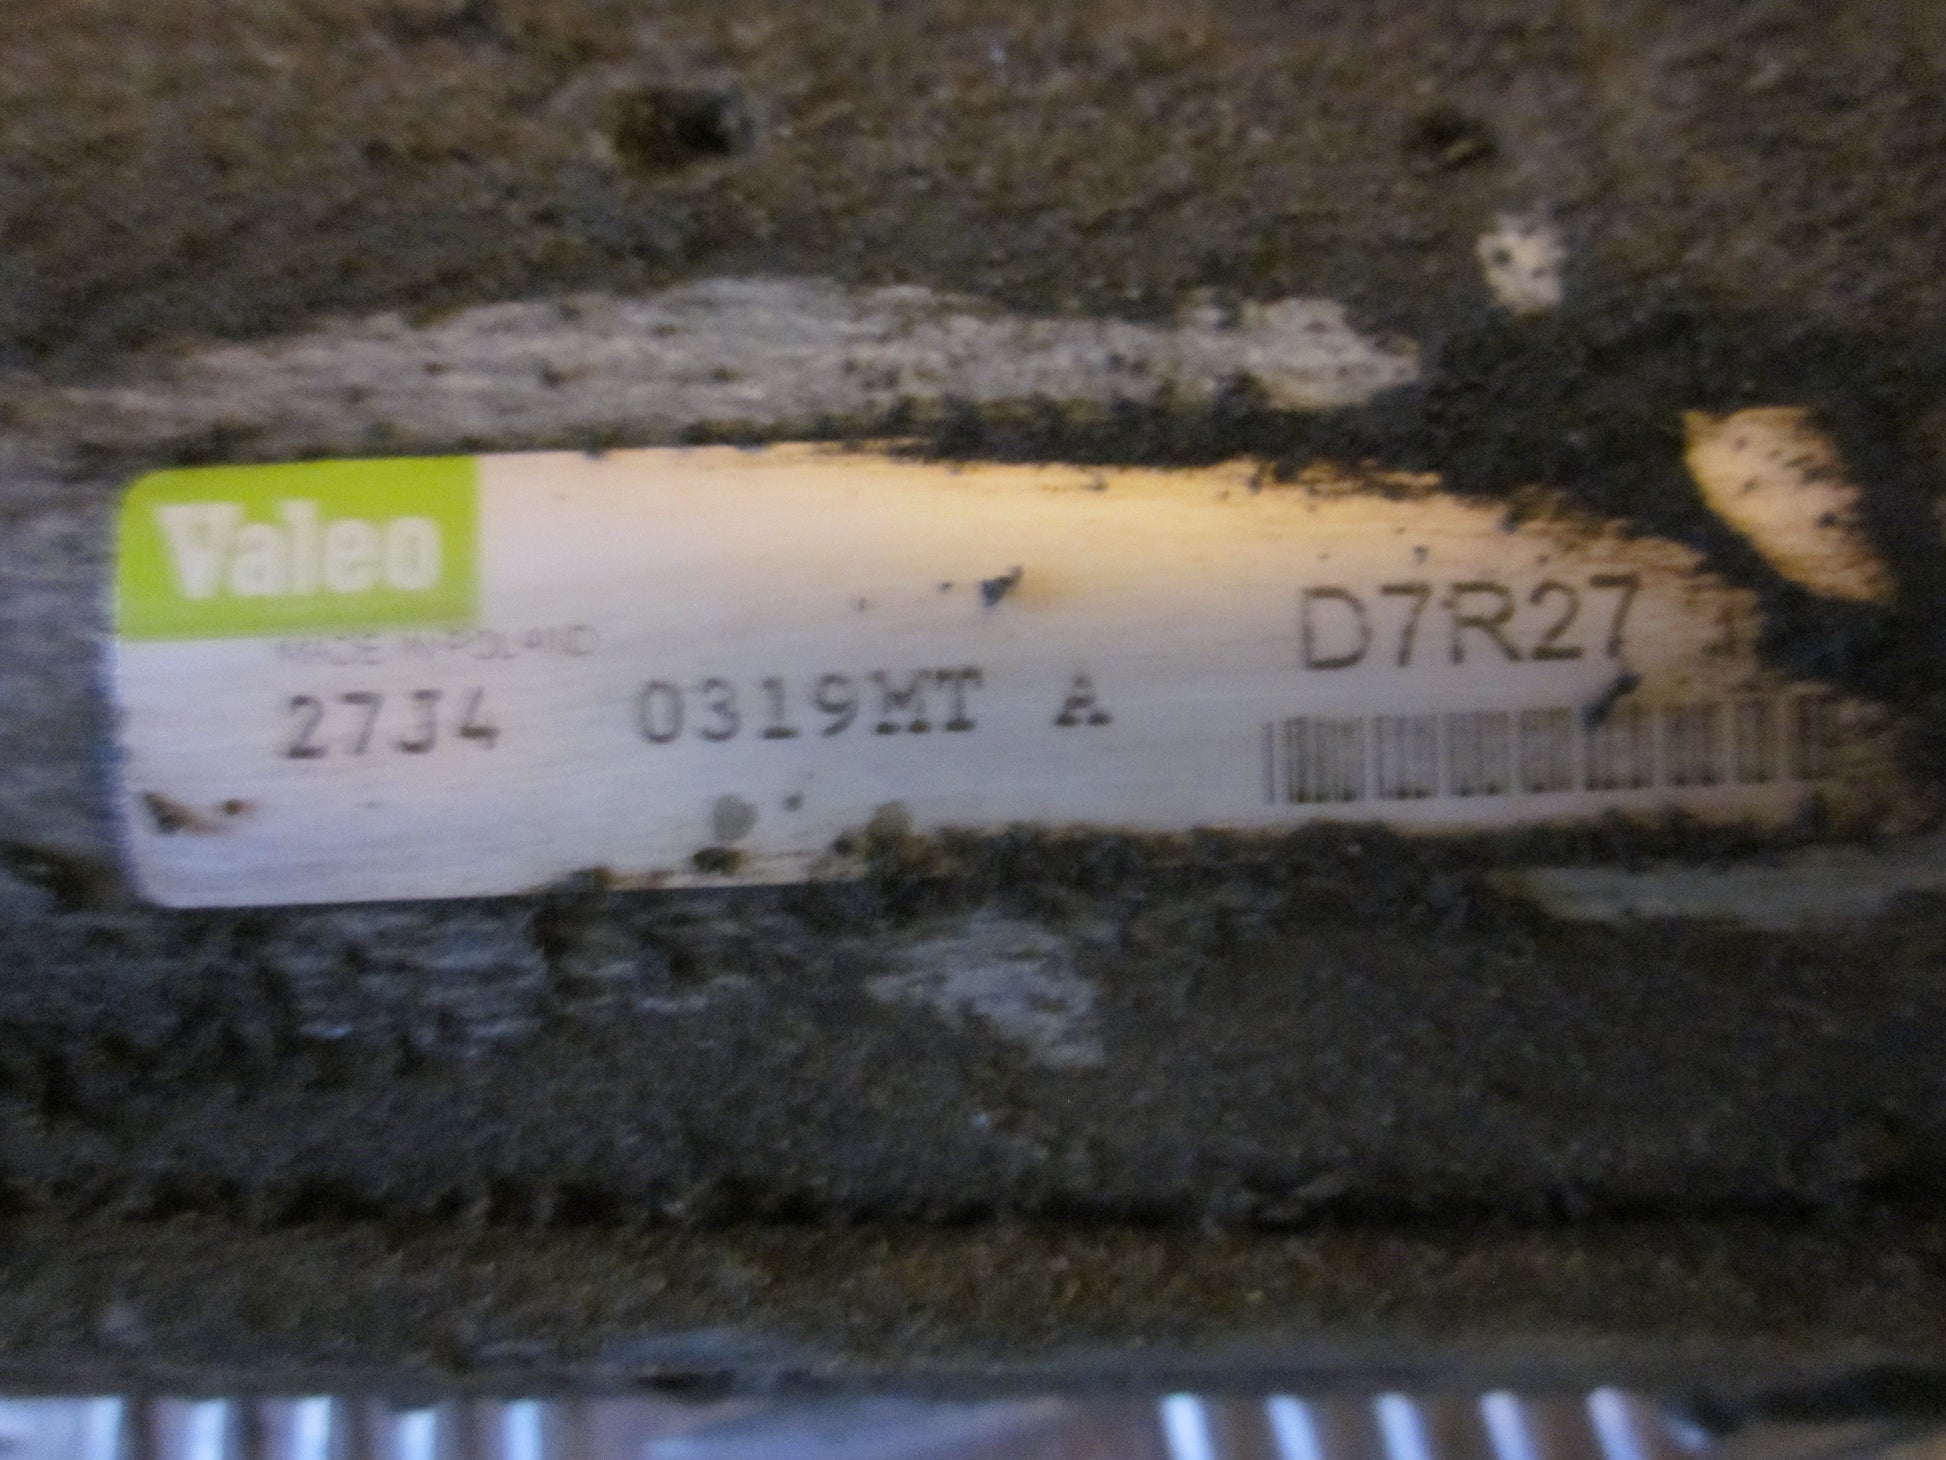 Valeo
MADE IN POLAND
D7R27
27J4 0319MT A